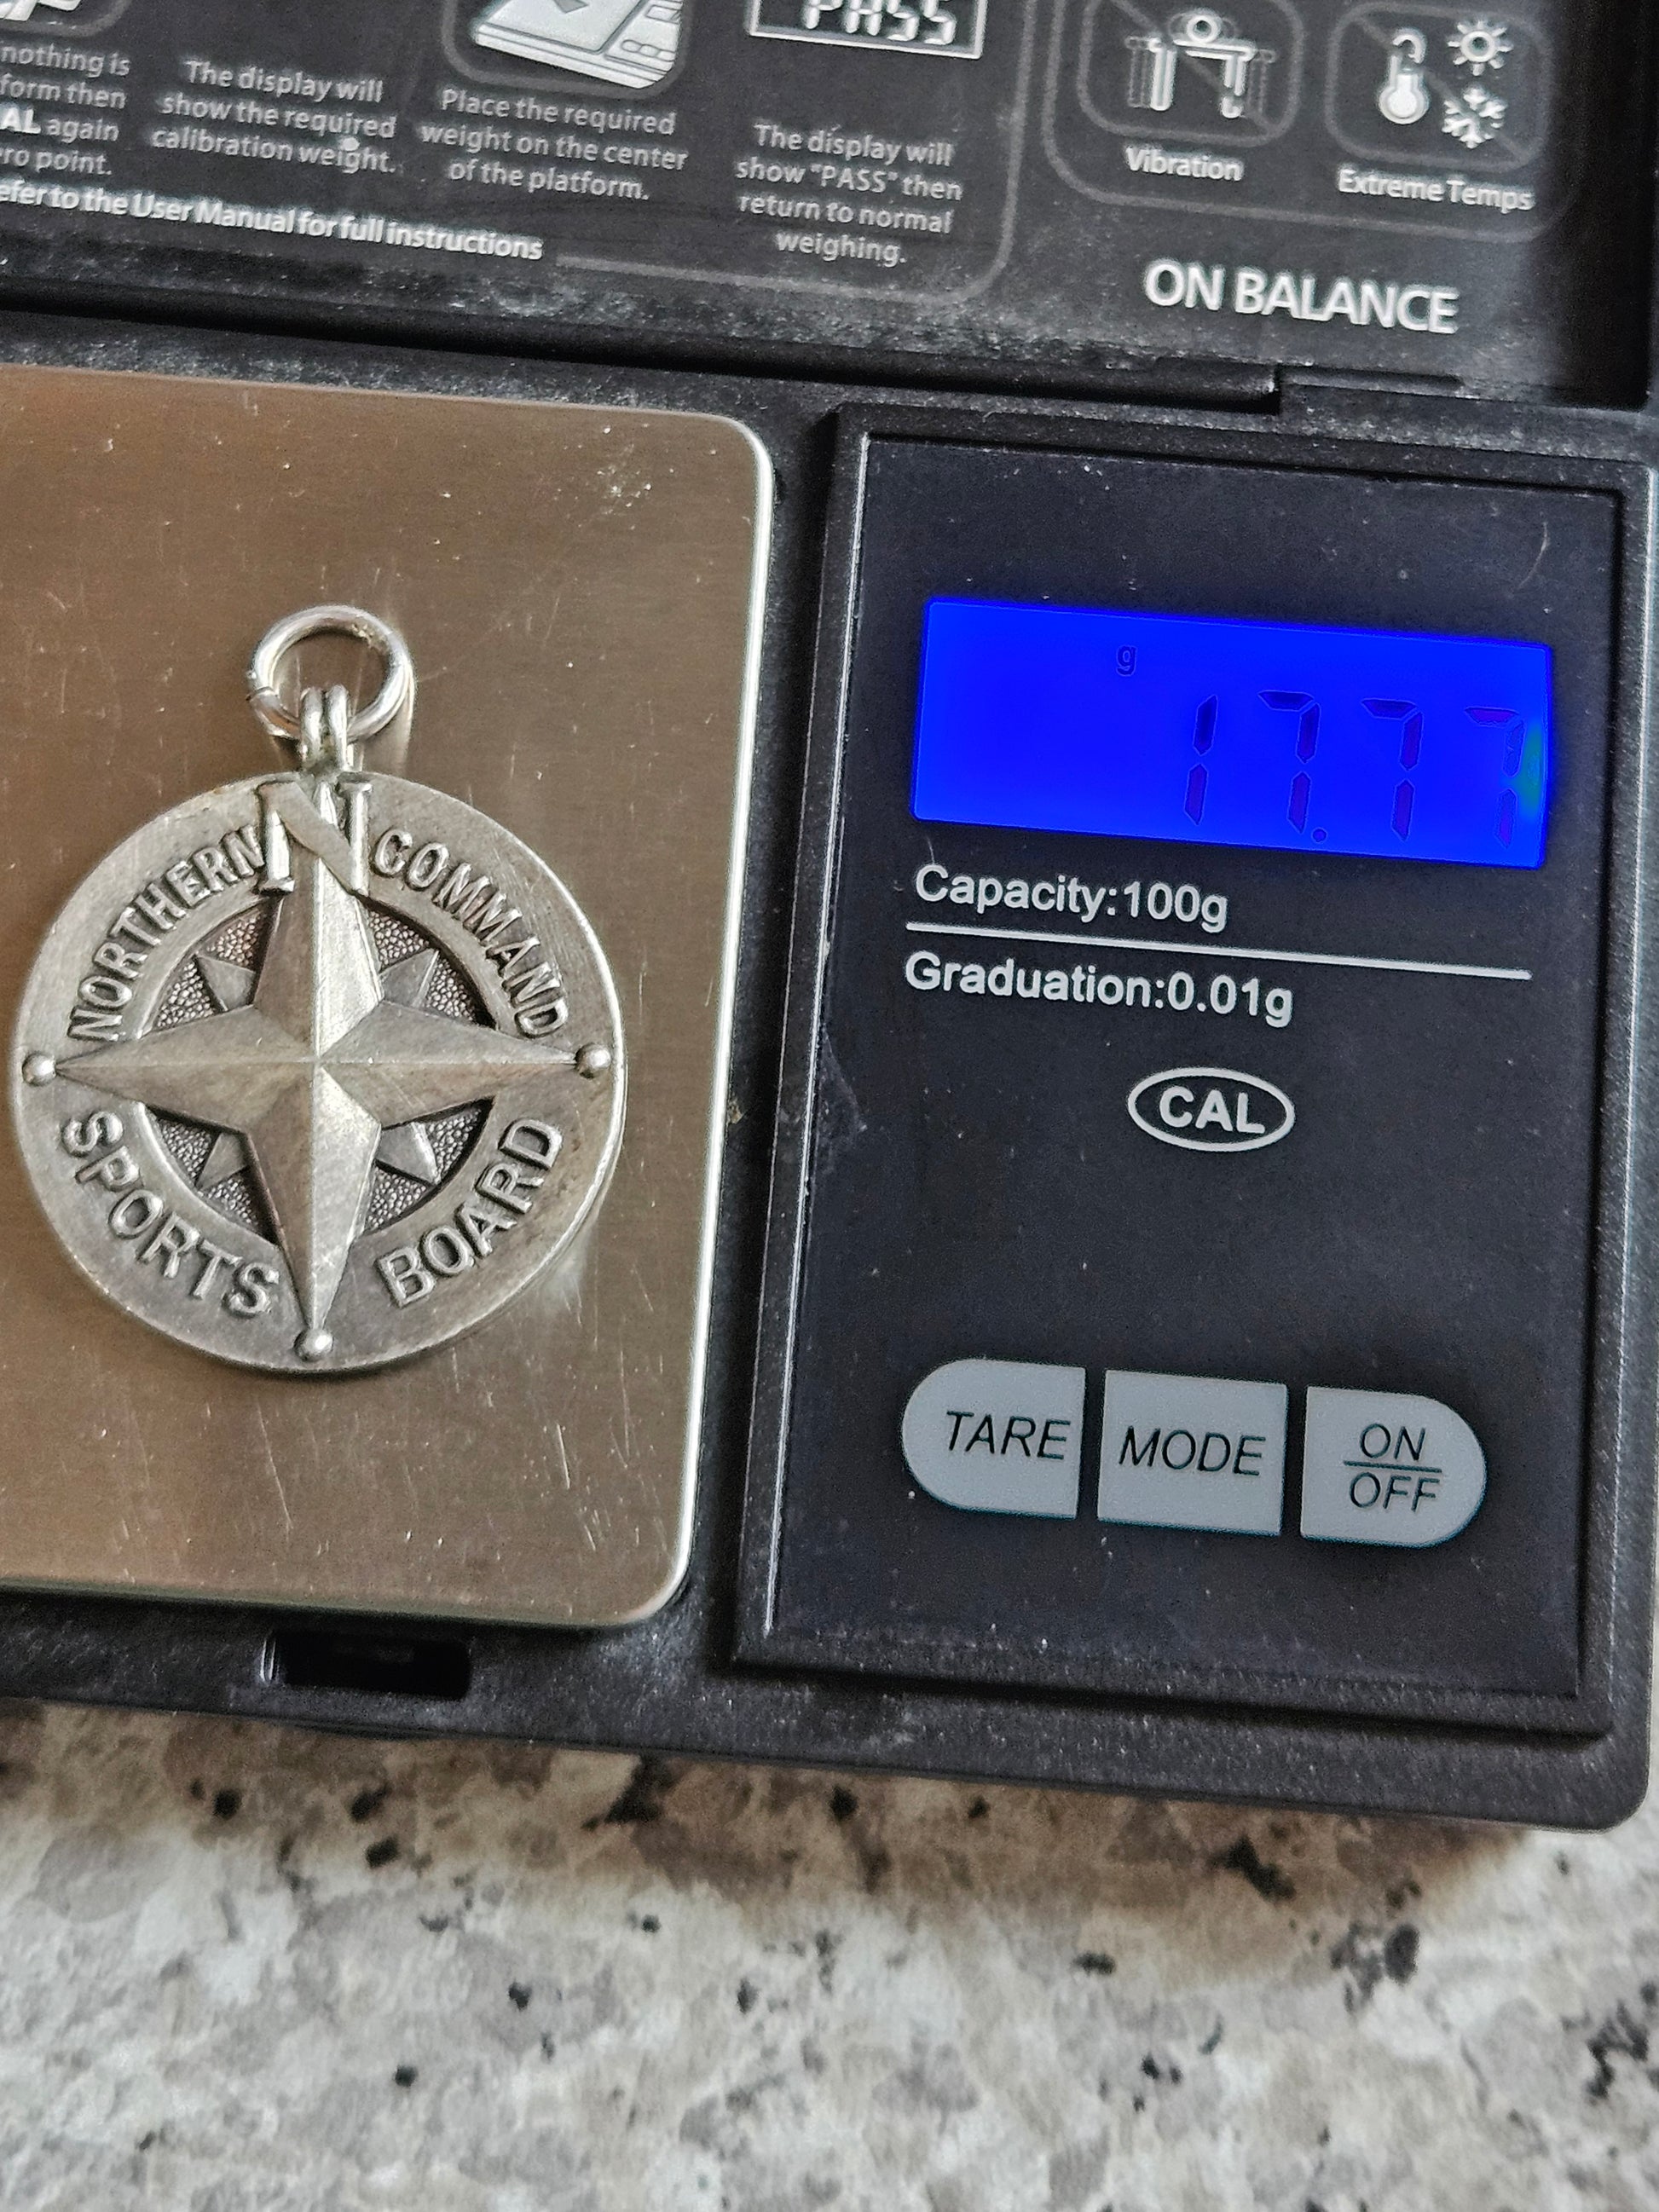 PASS
nothing is
form then
AL again
ro point.
The display will
show the required
calibration weight.
Place the required
weight on the center
of the platform.
The display will
show "PASS" then
return to normal
weighing.
efer to the User Manual for full instructions
Vibration
Extreme Temps
ON BALANCE
g
17.77
Capacity:100g
Graduation:0.01g
CAL
TARE
MODE
ON
OFF
N
NORTHERN COMMAND
SPORTS BOARD